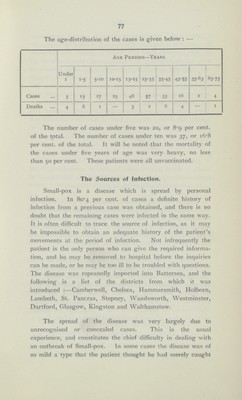 77
The age-distribution of the cases is given below : —
Age Periods—Years.
Under 1 1-5 5-10 10-15 15-25 25-35 35-45 45-55 55-65 65-75
Cases ... 5 15 17 25 46 57 33 16 2 4
Deaths ... 4 6 1 — 3 2 6 4 — 1
The number of cases under five was 20, or 8·9 per cent.
of the total. The number of cases under ten was 37, or 16·8
per cent. of the total. It will be noted that the mortality of
the cases under five years of age was very heavy, no less
than 50 per cent. These patients were all unvaccinated.
The Sources of Infection.
Small-pox is a disease which is spread by personal
infection. In 80·4 per cent. of cases a definite history of
infection from a previous case was obtained, and there is no
doubt that the remaining cases were infected in the same way.
It is often difficult to trace the source of infection, as it may
be impossible to obtain an adequate history of the patient's
movements at the period of infection. Not infrequently the
patient is the only person who can give the required informa-
tion, and he may be removed to hospital before the inquiries
can be made, or he may be too ill to be troubled with questions.
The disease was repeatedly imported into Battersea, and the
following is a list of the districts from which it was
introduced :—Camberwell, Chelsea, Hammersmith, Holborn,
Lambeth, St. Pancras, Stepney, Wandsworth, Westminster,
Dartford, Glasgow, Kingston and Walthamstow.
The spread of the disease was very largely due to
unrecognised or concealed cases. This is the usual
experience, and constitutes the chief difficulty in dealing with
an outbreak of Small-pox. In some cases the disease was of
so mild a type that the patient thought he had merely caught